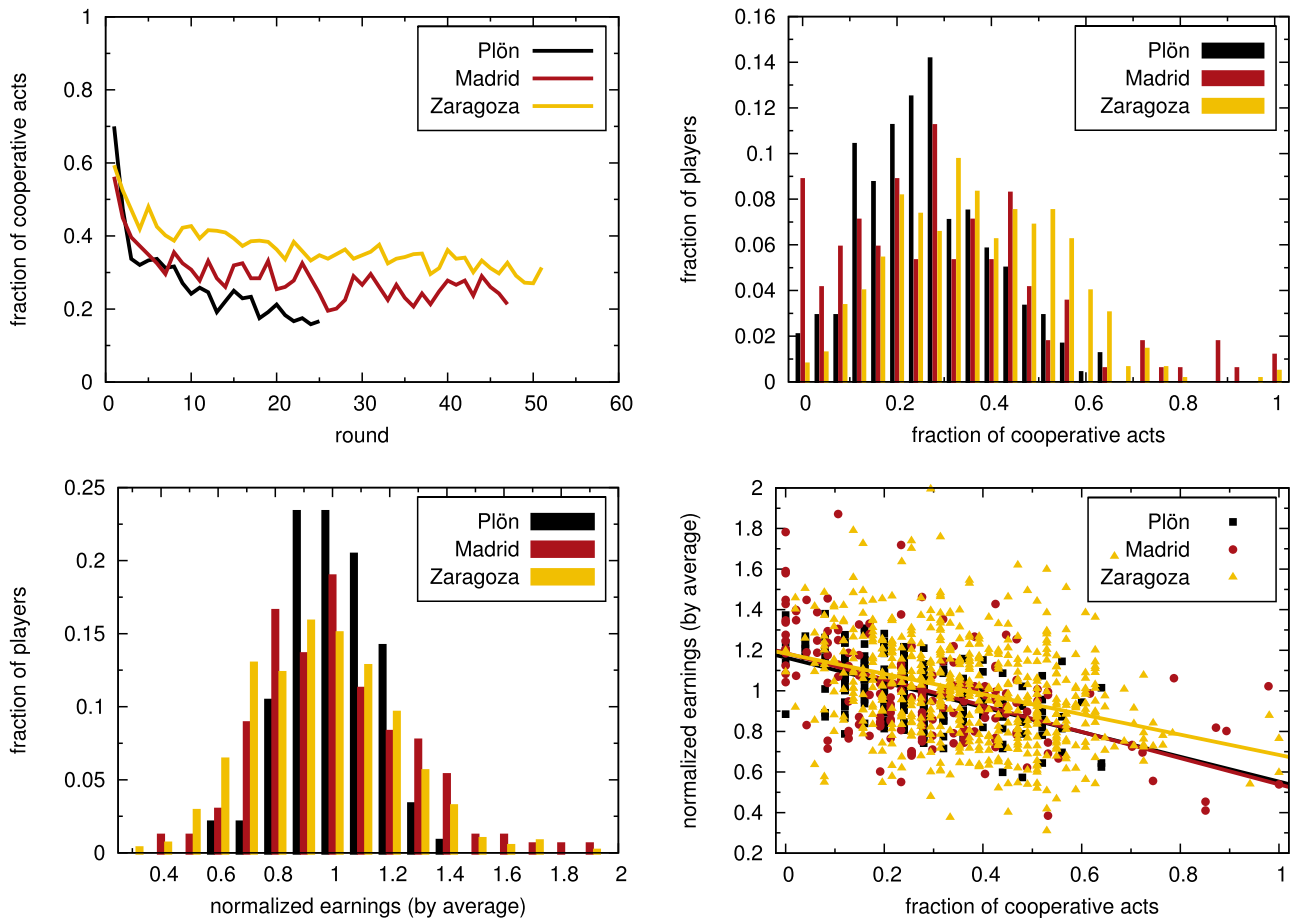 1
0.8
0.6
0.4
0.2
0
0 10 20 30 40 50 60
fraction of cooperative acts
round
Plön
Madrid
Zaragoza
0.16
0.14
0.12
0.1
0.08
0.06
0.04
0.02
0
0 0.2 0.4 0.6 0.8 1
fraction of players
fraction of cooperative acts
Plön
Madrid
Zaragoza
0.25
0.2
0.15
0.1
0.05
0
0.4 0.6 0.8 1 1.2 1.4 1.6 1.8 2
fraction of players
normalized earnings (by average)
Plön
Madrid
Zaragoza
2
1.8
1.6
1.4
1.2
1
0.8
0.6
0.4
0.2
0 0.2 0.4 0.6 0.8 1
normalized earnings (by average)
fraction of cooperative acts
Plön
Madrid
Zaragoza